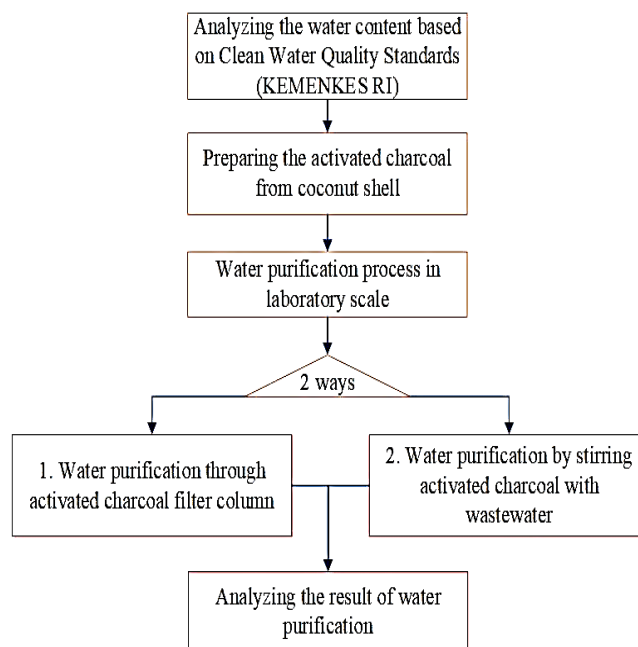 Analyzing the water content based
on Clean Water Quality Standards
(KEMENKES RI)
Preparing the activated charcoal
from coconut shell
Water purification process in
laboratory scale
2 ways
1. Water purification through
activated charcoal filter column
2. Water purification by stirring
activated charcoal with
wastewater
Analyzing the result of water
purification